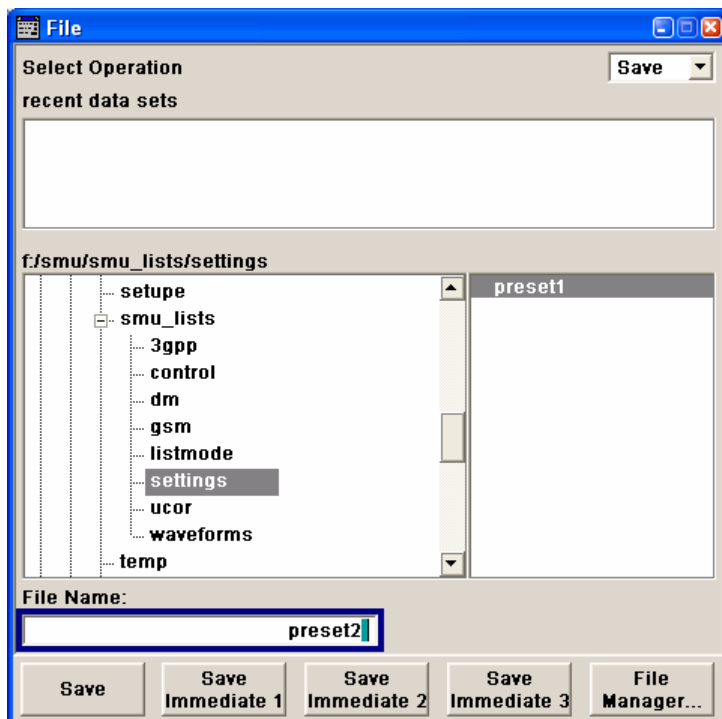 File
Select Operation
Save
recent data sets
f:/smu/smu_lists/settings
setupe
smu_lists
3gpp
control
dm
gsm
listmode
settings
ucor
waveforms
temp
preset1
File Name:
preset2
Save
Save
Immediate 1
Save
Immediate 2
Save
Immediate 3
File
Manager...